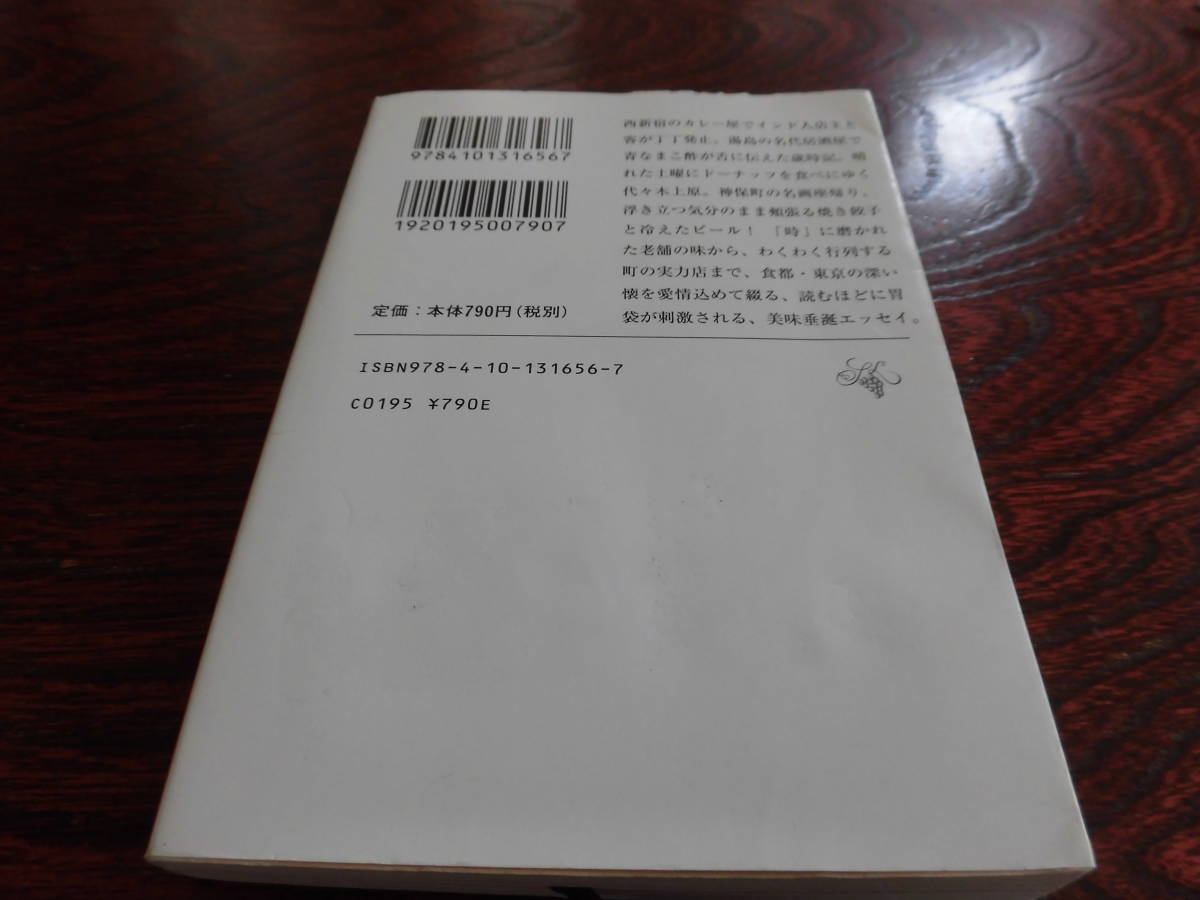 9784101316567
1920195007907
定価：本体790円（税別）
西新宿のカレー屋でインド人店主と
客が丁丁発止。湯島の名代居酒屋で
青なまこ酢が舌に伝えた歳時記。晴
れた土曜にドーナッツを食べにゆく
代々木上原。神保町の名画座帰り、
浮き立つ気分のまま頰張る焼き餃子
と冷えたビール！　「時」に磨かれ
た老舗の味から、わくわく行列する
町の実力店まで、食都・東京の深い
懐を愛情込めて綴る、読むほどに胃
袋が刺激される、美味垂涎エッセイ。
ISBN978-4-10-131656-7
C0195 ¥790E